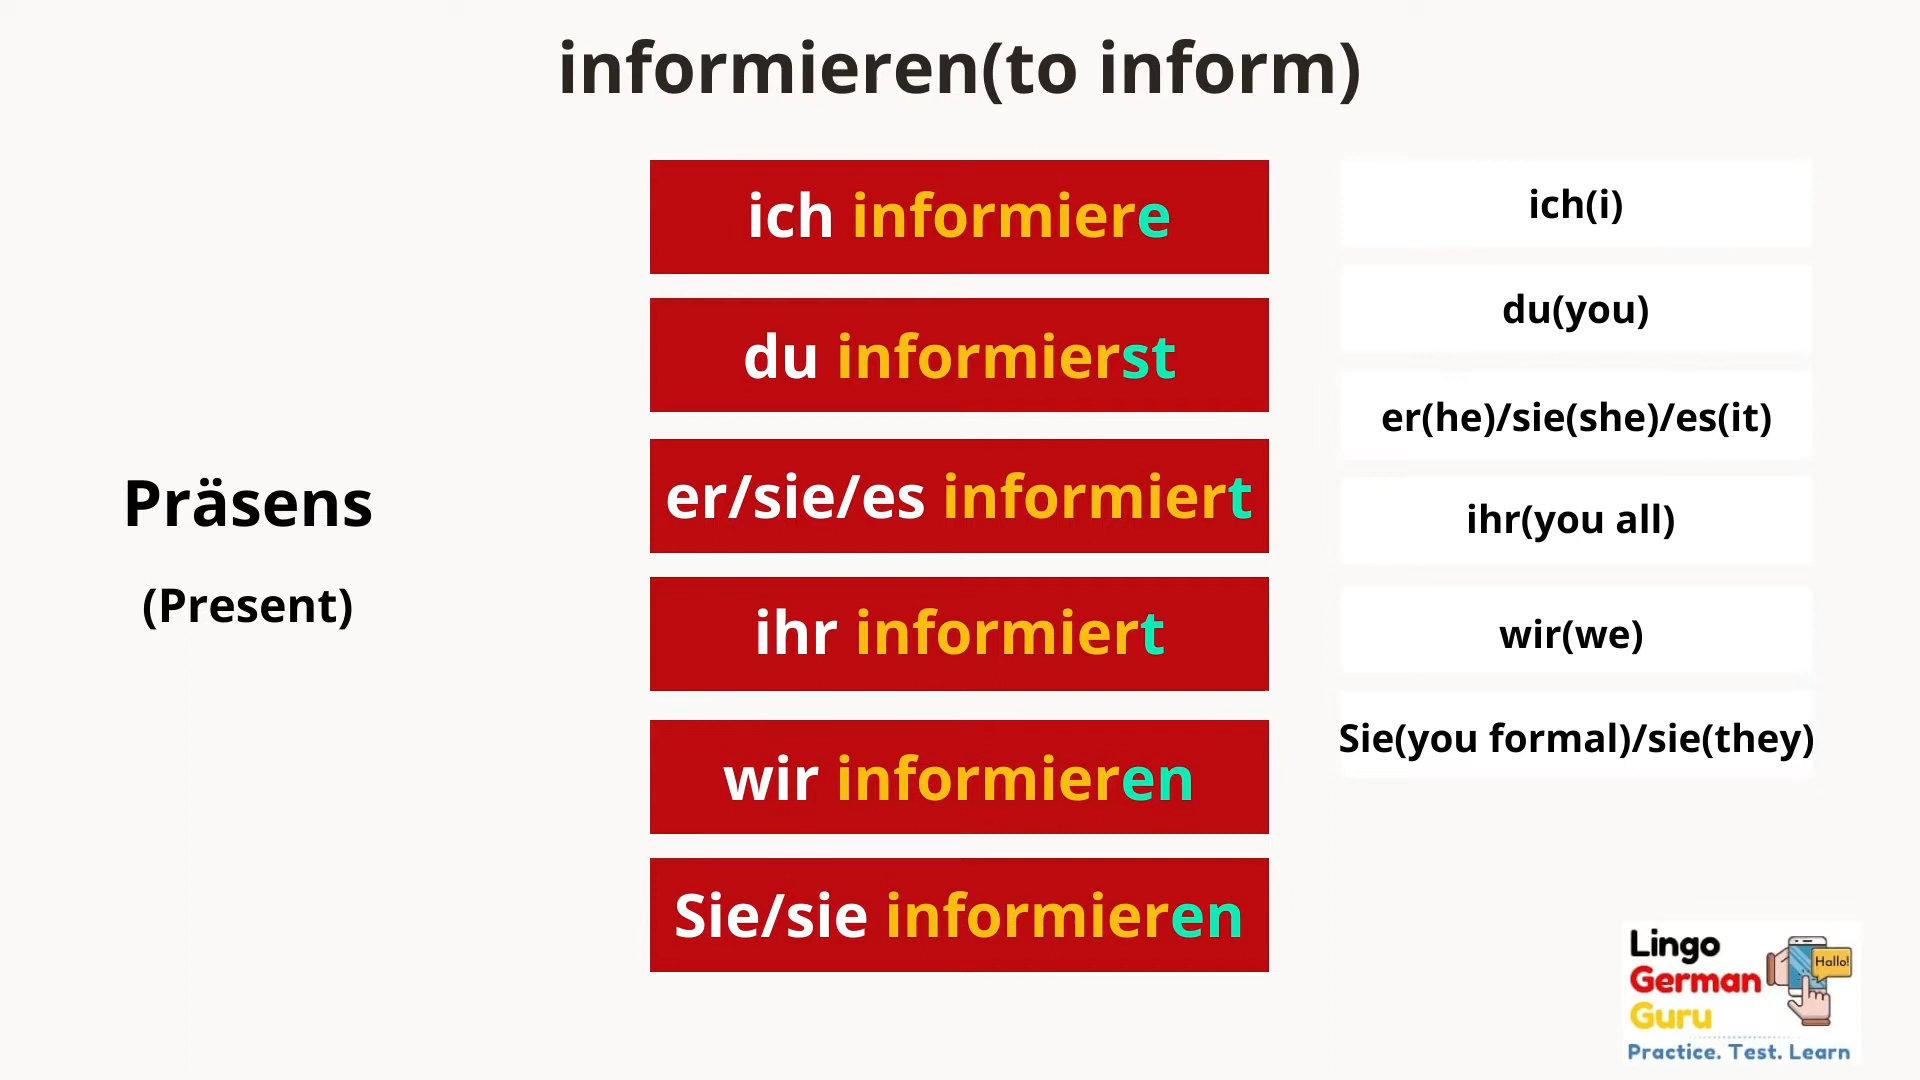 informieren(to inform)
Präsens
(Present)
ich informiere
du informierst
er/sie/es informiert
ihr informiert
wir informieren
Sie/sie informieren
ich(i)
du(you)
er(he)/sie(she)/es(it)
ihr(you all)
wir(we)
Sie(you formal)/sie(they)
Lingo
German
Guru
Hallo!
Practice. Test. Learn